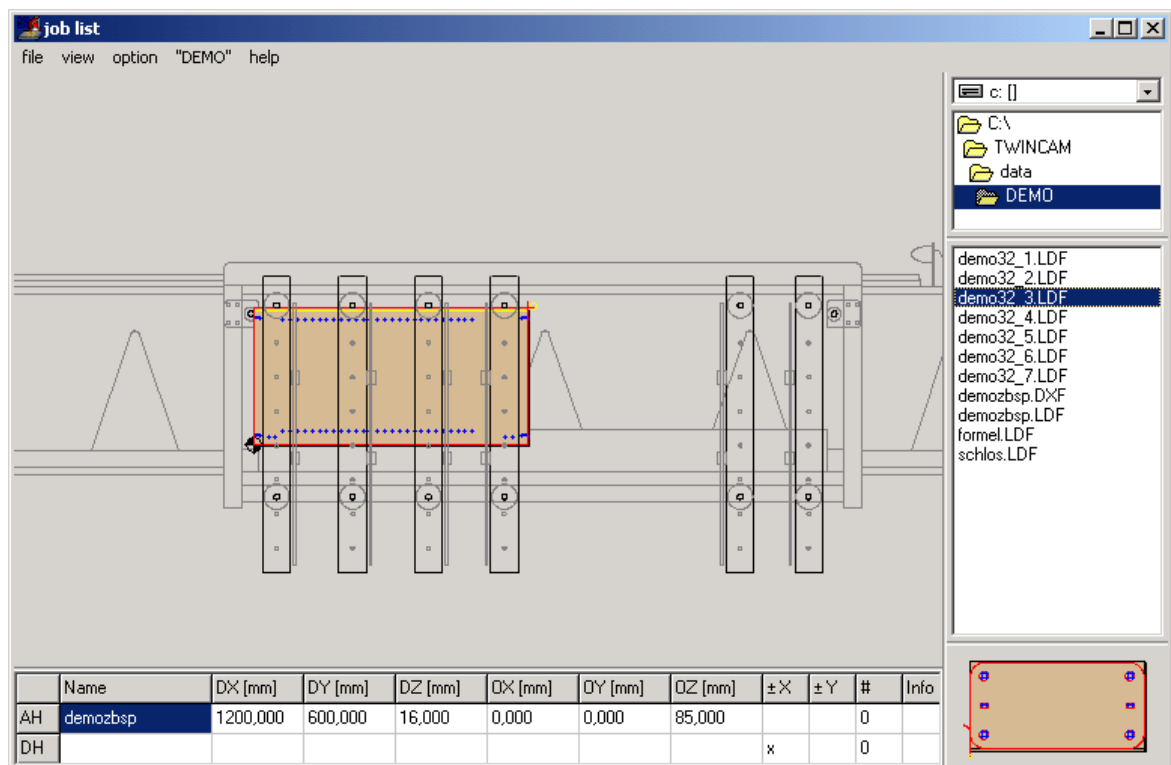 job list
file view option "DEMO" help
c: []
C:\
TWINCAM
data
DEMO
demo32_1.LDF
demo32_2.LDF
demo32_3.LDF
demo32_4.LDF
demo32_5.LDF
demo32_6.LDF
demo32_7.LDF
demozbsp.DXF
demozbsp.LDF
formel.LDF
schlos.LDF
Name DX [mm] DY [mm] DZ [mm] OX [mm] OY [mm] OZ [mm] ±X ±Y # Info
AH demozbsp 1200,000 600,000 16,000 0,000 0,000 85,000 0
DH x 0